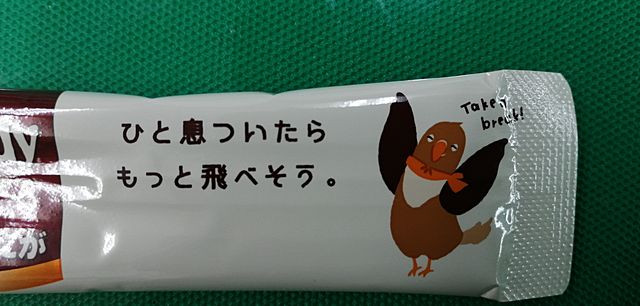 ひと息ついたら
もっと飛べそう。
Take a
break!